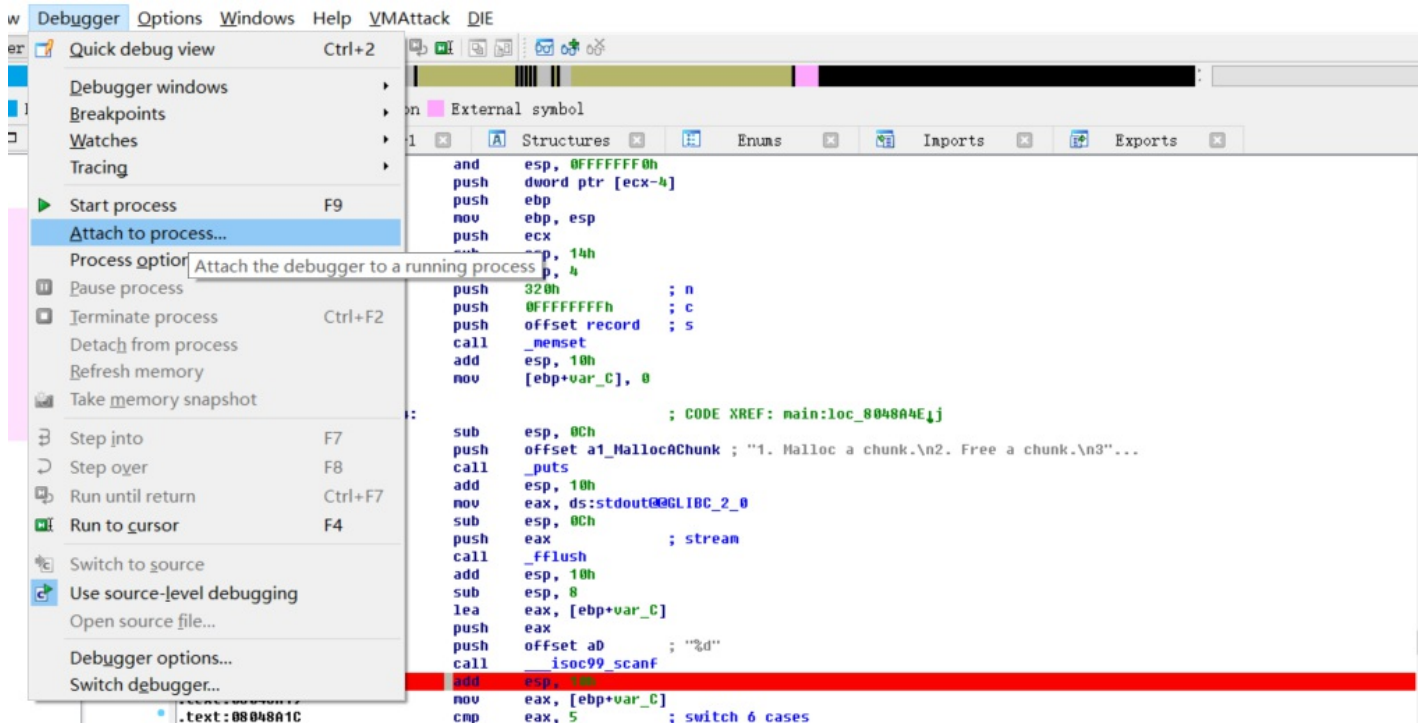 w Debugger Options Windows Help VMAttack DIE
er Quick debug view Ctrl+2
Debugger windows
on External symbol
Breakpoints
Watches
-1 Structures Enums Imports Exports
Tracing
and esp, 0FFFFFFF0h
push dword ptr [ecx-4]
Start process F9
push ebp
mov ebp, esp
Attach to process...
push ecx
Process option
Attach the debugger to a running process
p, 14h
p, 4
Pause process
push 320h ; n
push 0FFFFFFFFh ; c
Terminate process Ctrl+F2
push offset record ; s
Detach from process
call _memset
add esp, 10h
Refresh memory
mov [ebp+var_C], 0
Take memory snapshot
: ; CODE XREF: main:loc_8048A4E↓j
Step into F7
sub esp, 0Ch
push offset a1_MallocAChunk ; "1. Malloc a chunk.\n2. Free a chunk.\n3"...
Step over F8
call _puts
add esp, 10h
Run until return Ctrl+F7
mov eax, ds:stdout@@GLIBC_2_0
sub esp, 0Ch
Run to cursor F4
push eax ; stream
call _fflush
Switch to source
add esp, 10h
sub esp, 8
Use source-level debugging
lea eax, [ebp+var_C]
Open source file...
push eax
push offset aD ; "%d"
Debugger options...
call ___isoc99_scanf
Switch debugger...
add esp, 10h
mov eax, [ebp+var_C]
.text:08048A1C cmp eax, 5 ; switch 6 cases